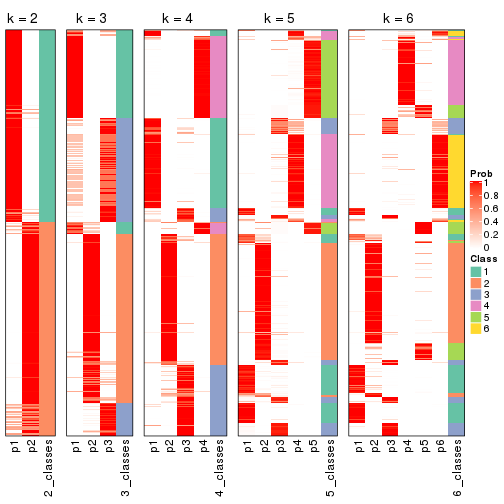 k = 2
k = 3
k = 4
k = 5
k = 6
p1
p2
2_classes
p1
p2
p3
3_classes
p1
p2
p3
p4
4_classes
p1
p2
p3
p4
p5
5_classes
p1
p2
p3
p4
p5
p6
6_classes
Prob
1
0.8
0.6
0.4
0.2
0
Class
1
2
3
4
5
6